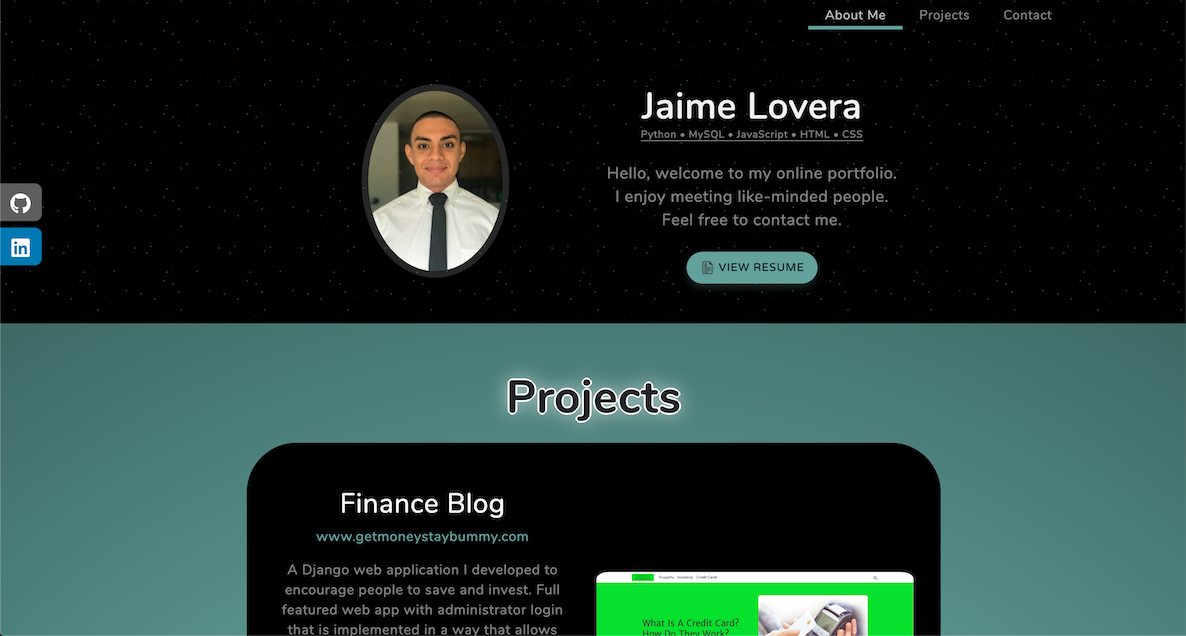 About Me Projects Contact
Jaime Lovera
Python • MySQL • JavaScript • HTML • CSS
Hello, welcome to my online portfolio.
I enjoy meeting like-minded people.
Feel free to contact me.
in
VIEW RESUME
Projects
Finance Blog
www.getmoneystaybummy.com
A Django web application I developed to
encourage people to save and invest. Full
featured web app with administrator login
that is implemented in a way that allows
Frugality Investing Credit Cards
What Is A Credit Card?
How Do They Work?